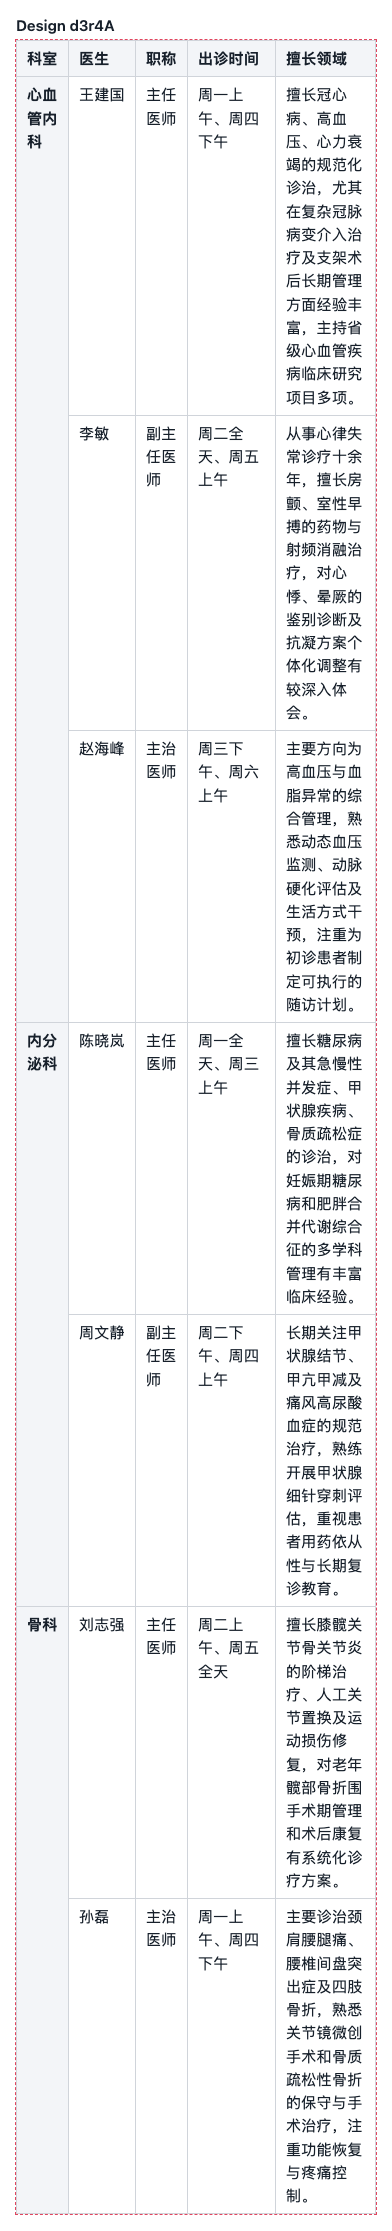 Design d3r4A
科室 医生 职称 出诊时间 擅长领域
心血
管内
科
王建国
主任
医师
周一上
午、周四
下午
擅长冠心
病、高血
压、心力衰
竭的规范化
诊治，尤其
在复杂冠脉
病变介入治
疗及支架术
后长期管理
方面经验丰
富，主持省
级心血管疾
病临床研究
项目多项。
李敏
副主
任医
师
周二全
天、周五
上午
从事心律失
常诊疗十余
年，擅长房
颤、室性早
搏的药物与
射频消融治
疗，对心
悸、晕厥的
鉴别诊断及
抗凝方案个
体化调整有
较深入体
会。
赵海峰
主治
医师
周三下
午、周六
上午
主要方向为
高血压与血
脂异常的综
合管理，熟
悉动态血压
监测、动脉
硬化评估及
生活方式干
预，注重为
初诊患者制
定可执行的
随访计划。
内分
泌科
陈晓岚
主任
医师
周一全
天、周三
上午
擅长糖尿病
及其急慢性
并发症、甲
状腺疾病、
骨质疏松症
的诊治，对
妊娠期糖尿
病和肥胖合
并代谢综合
征的多学科
管理有丰富
临床经验。
周文静
副主
任医
师
周二下
午、周四
上午
长期关注甲
状腺结节、
甲亢甲减及
痛风高尿酸
血症的规范
治疗，熟练
开展甲状腺
细针穿刺评
估，重视患
者用药依从
性与长期复
诊教育。
骨科
刘志强
主任
医师
周二上
午、周五
全天
擅长膝髋关
节骨关节炎
的阶梯治
疗、人工关
节置换及运
动损伤修
复，对老年
髋部骨折围
手术期管理
和术后康复
有系统化诊
疗方案。
孙磊
主治
医师
周一上
午、周四
下午
主要诊治颈
肩腰腿痛、
腰椎间盘突
出症及四肢
骨折，熟悉
关节镜微创
手术和骨质
疏松性骨折
的保守与手
术治疗，注
重功能恢复
与疼痛控
制。